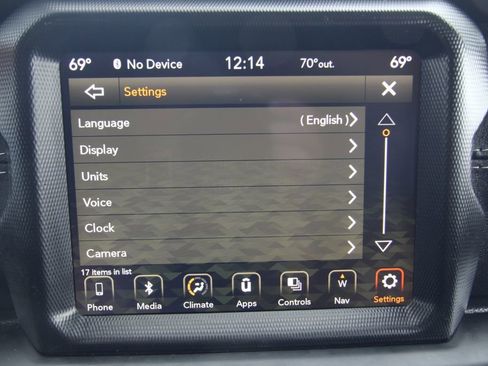 69° No Device 12:14 70°out. 69°
Settings
Language ( English )
Display
Units
Voice
Clock
Camera
17 items in list
W
Phone Media Climate Apps Controls Nav Settings